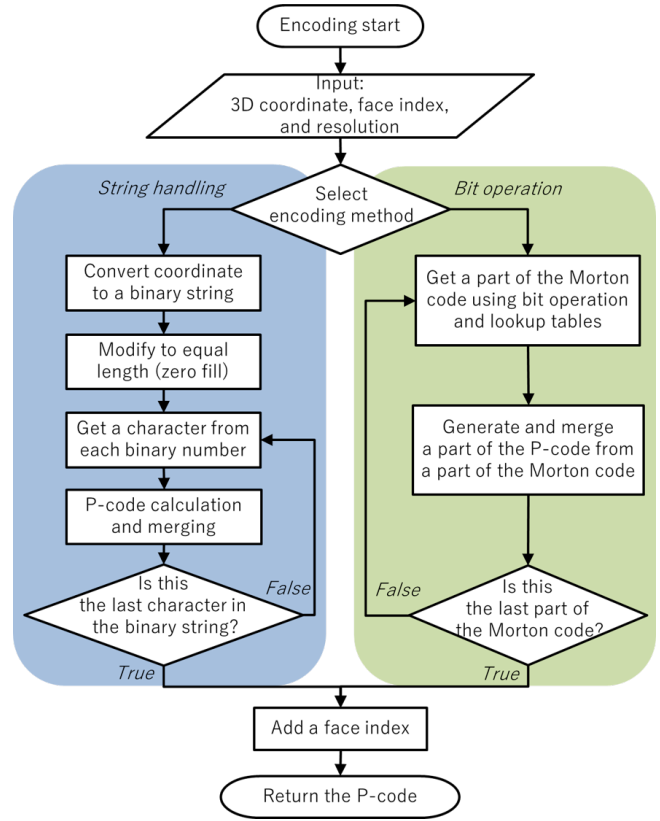 Encoding start
Input:
3D coordinate, face index,
and resolution
String handling
Bit operation
Select
encoding method
Convert coordinate
to a binary string
Modify to equal
length (zero fill)
Get a character from
each binary number
P-code calculation
and merging
Is this
the last character in
the binary string?
False
True
Get a part of the Morton
code using bit operation
and lookup tables
Generate and merge
a part of the P-code from
a part of the Morton code
Is this
the last part of
the Morton code?
False
True
Add a face index
Return the P-code